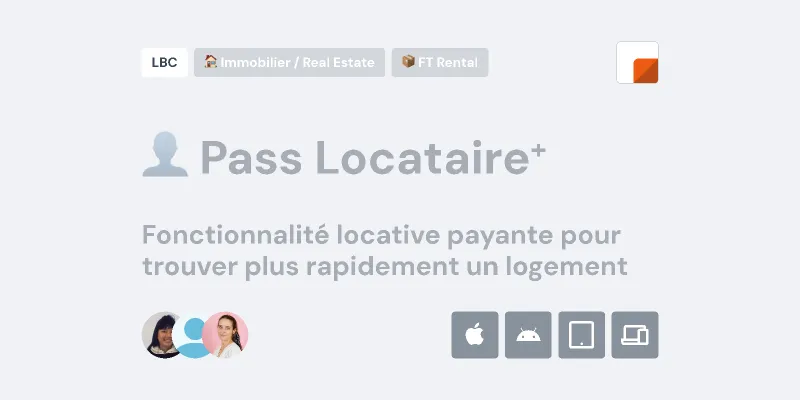 LBC
Immobilier / Real Estate
FT Rental
Pass Locataire+
Fonctionnalité locative payante pour
trouver plus rapidement un logement